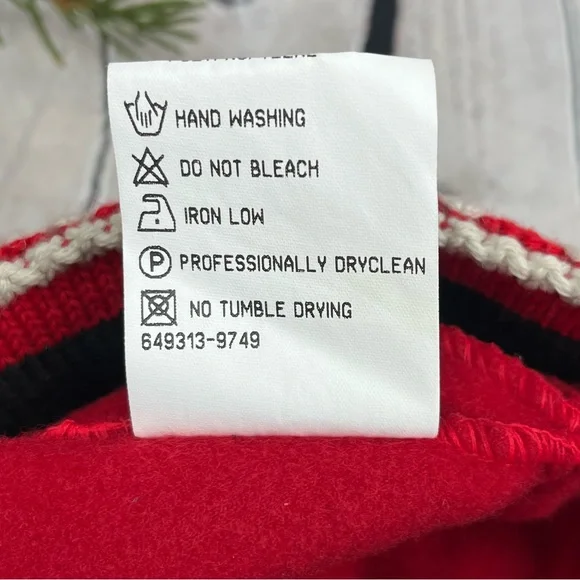 HAND WASHING
DO NOT BLEACH
IRON LOW
P PROFESSIONALLY DRYCLEAN
NO TUMBLE DRYING
649313-9749